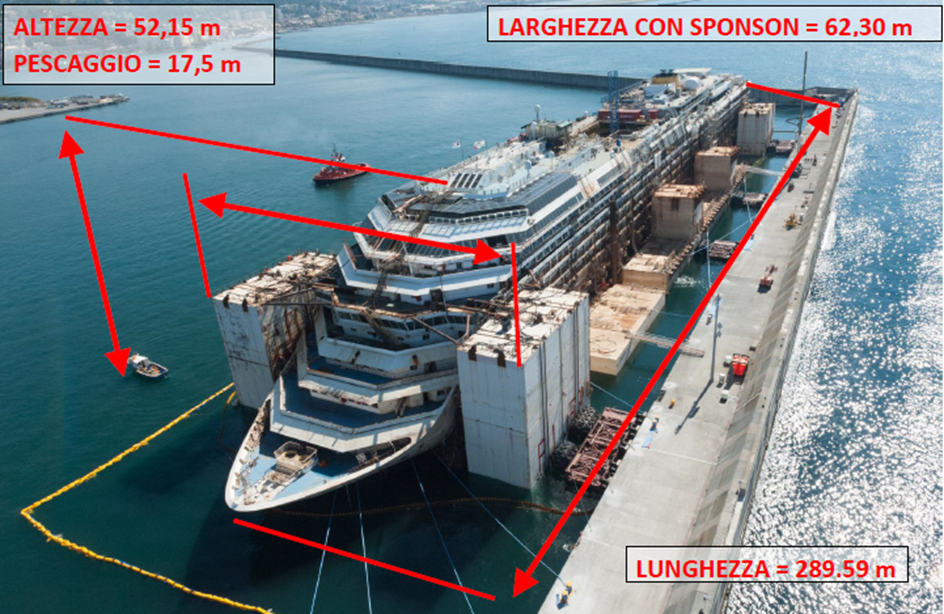 ALTEZZA = 52,15 m
PESCAGGIO = 17,5 m
LARGHEZZA CON SPONSON = 62,30 m
LUNGHEZZA = 289.59 m